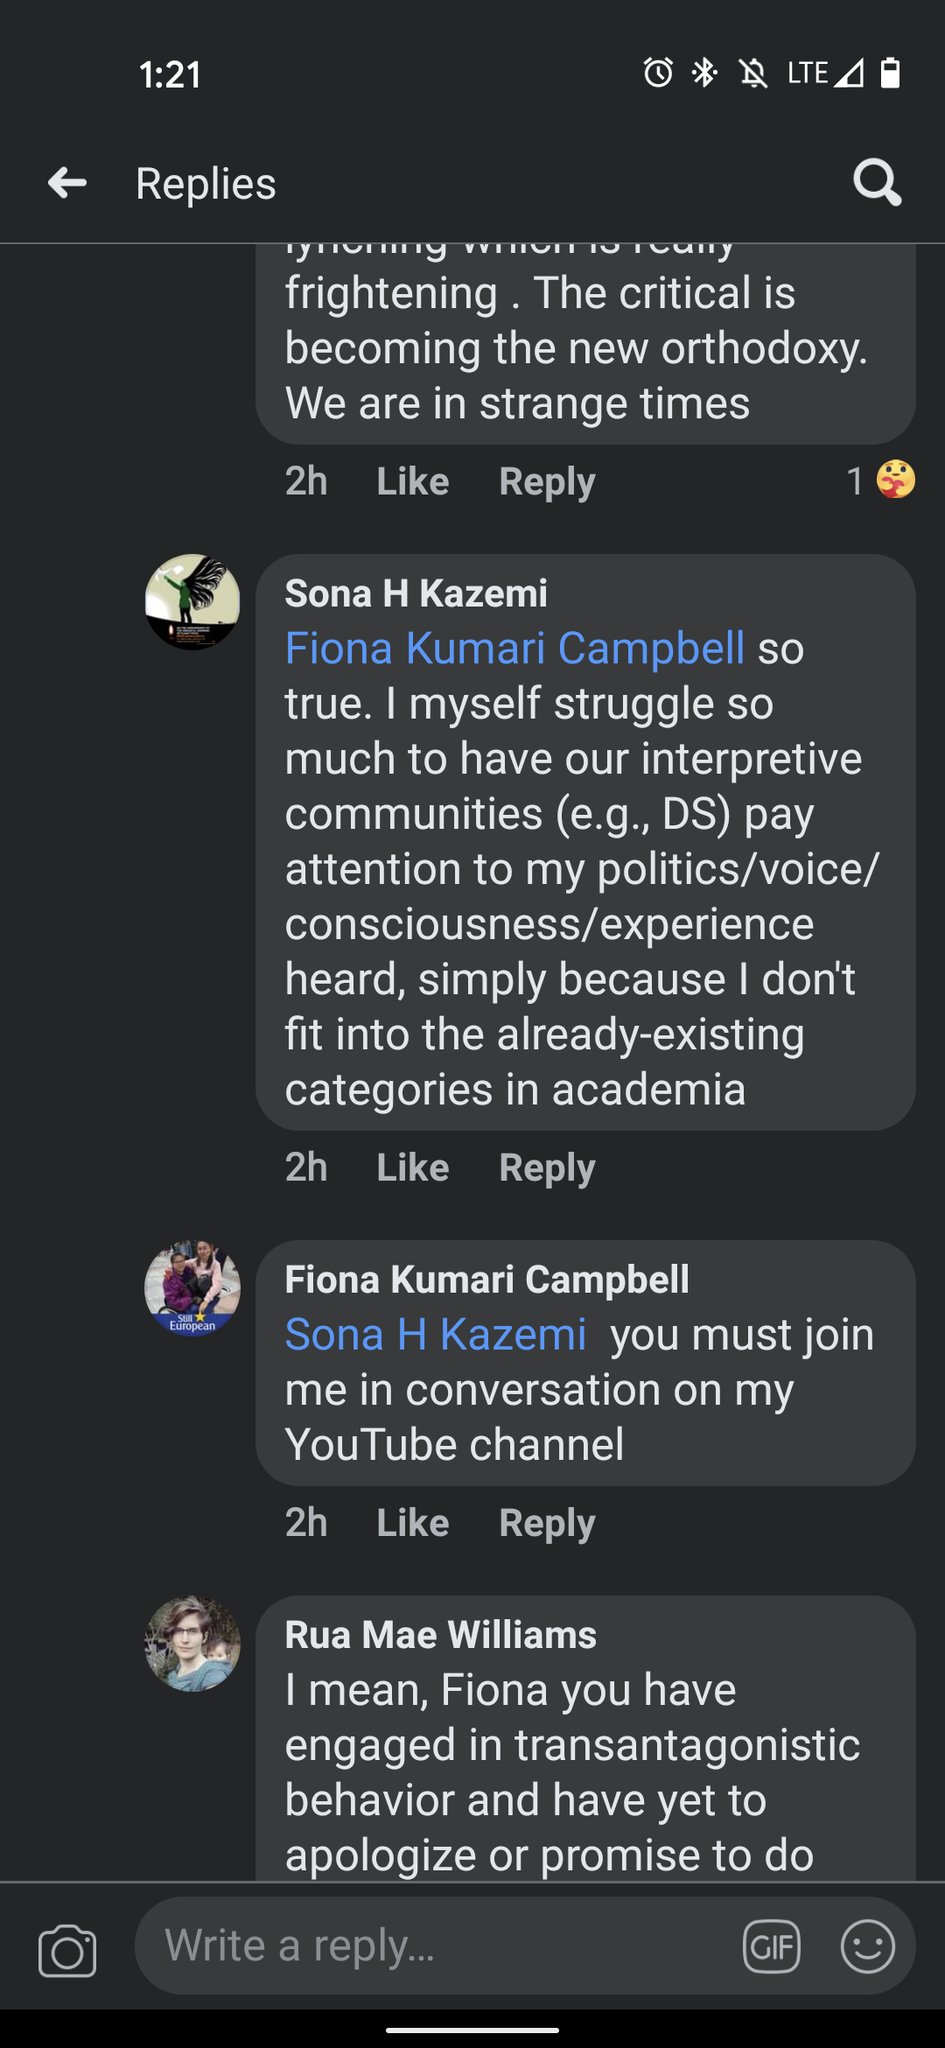 1:21
LTE
Replies
lynching which is really
frightening . The critical is
becoming the new orthodoxy.
We are in strange times
2h Like Reply 1
Sona H Kazemi
Fiona Kumari Campbell so
true. I myself struggle so
much to have our interpretive
communities (e.g., DS) pay
attention to my politics/voice/
consciousness/experience
heard, simply because I don't
fit into the already-existing
categories in academia
2h Like Reply
Still
European
Fiona Kumari Campbell
Sona H Kazemi you must join
me in conversation on my
YouTube channel
2h Like Reply
Rua Mae Williams
I mean, Fiona you have
engaged in transantagonistic
behavior and have yet to
apologize or promise to do
Write a reply...
GIF